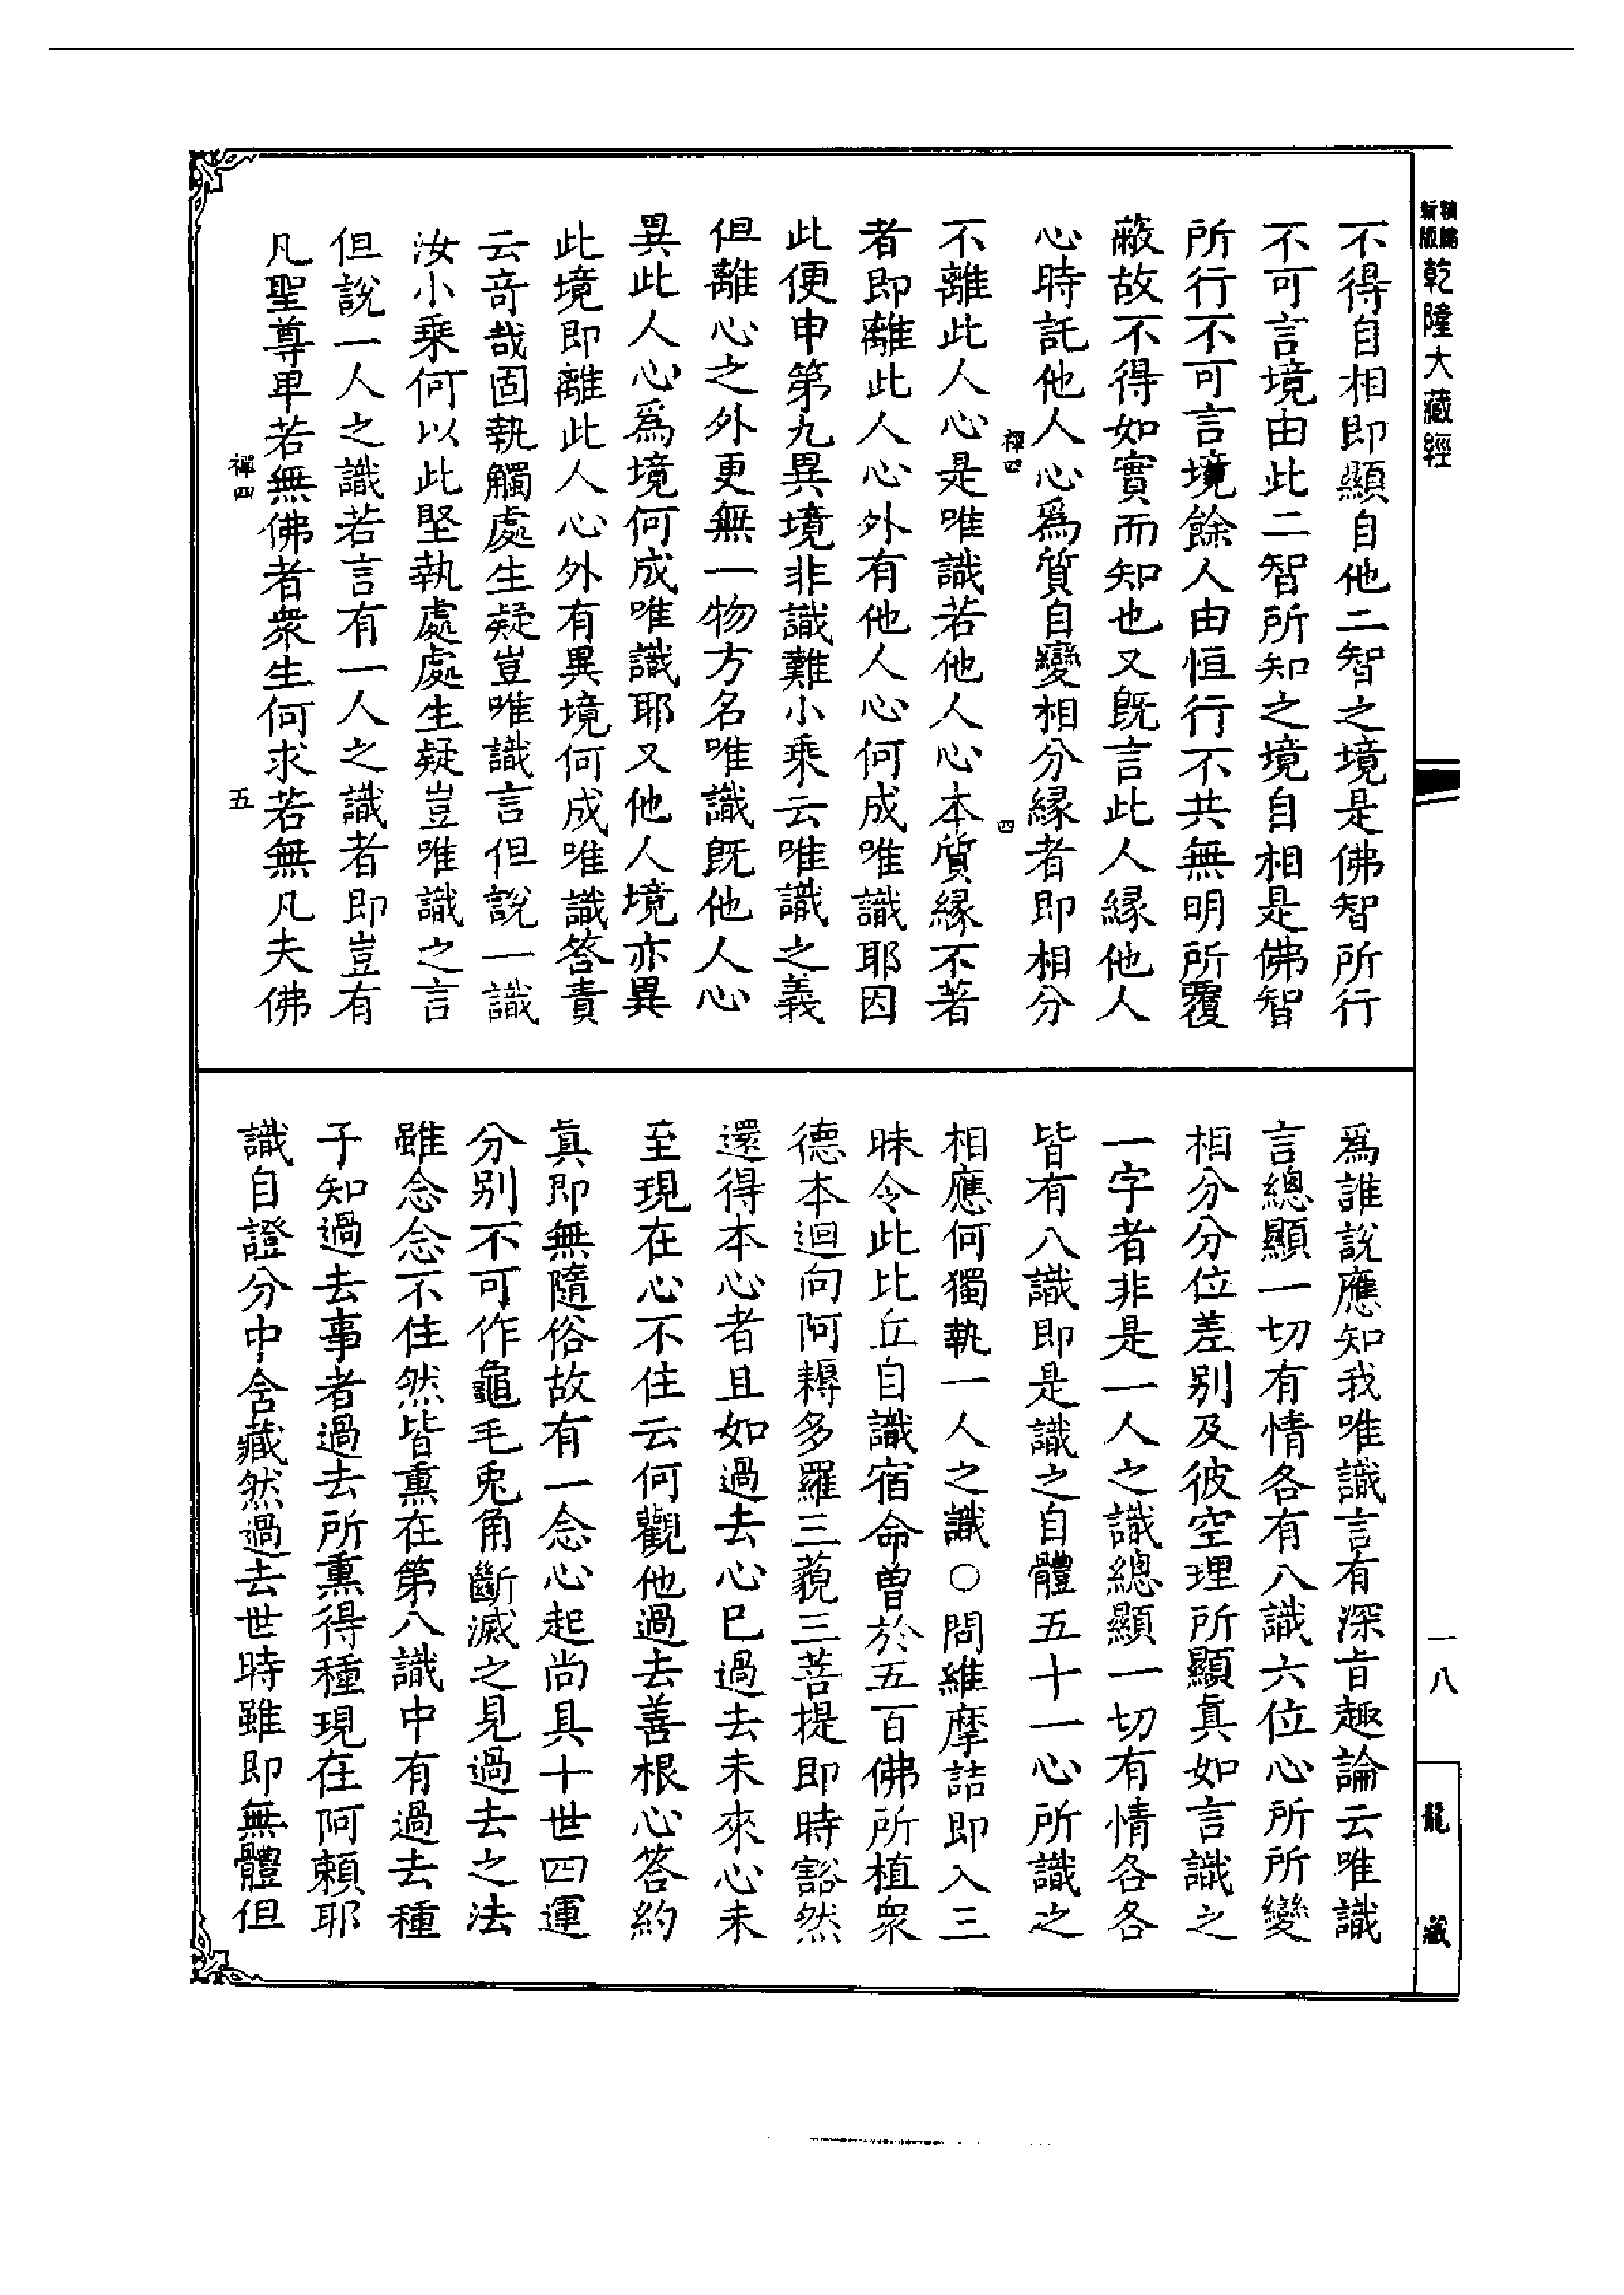 新版精縮乾隆大藏經
不得自相即顯自他二智之境是佛智所行
不可言境由此二智所知之境自相是佛智
所行不可言境餘人由恒行不共無明所覆
蔽故不得如實而知也又旣言此人緣他人
心時託他人心爲質自變相分緣者即相分
禪四
四
不離此人心是唯識若他人心本質緣不著
者即離此人心外有他人心何成唯識耶因
此便申第九異境非識難小乘云唯識之義
但離心之外更無一物方名唯識旣他人心
異此人心爲境何成唯識耶又他人境亦異
此境即離此人心外有異境何成唯識答責
云奇哉固執觸處生疑豈唯識言但說一識
汝小乘何以此堅執處處生疑豈唯識之言
但說一人之識若言有一人之識者即豈有
凡聖尊卑若無佛者衆生何求若無凡夫佛
禪四
五
爲誰說應知我唯識言有深旨趣論云唯識
言總顯一切有情各有八識六位心所所變
相分分位差別及彼空理所顯眞如言識之
一字者非是一人之識總顯一切有情各各
皆有八識即是識之自體五十一心所識之
相應何獨執一人之識○問維摩詰即入三
昧令此比丘自識宿命曾於五百佛所植衆
德本迴向阿耨多羅三藐三菩提即時豁然
還得本心者且如過去心已過去未來心未
至現在心不住云何觀他過去善根心答約
眞即無隨俗故有一念心起尚具十世四運
分別不可作龜毛兎角斷滅之見過去之法
雖念念不住然皆熏在第八識中有過去種
子知過去事者過去所熏得種現在阿賴耶
識自證分中含藏然過去世時雖即無體但
一八
龍藏